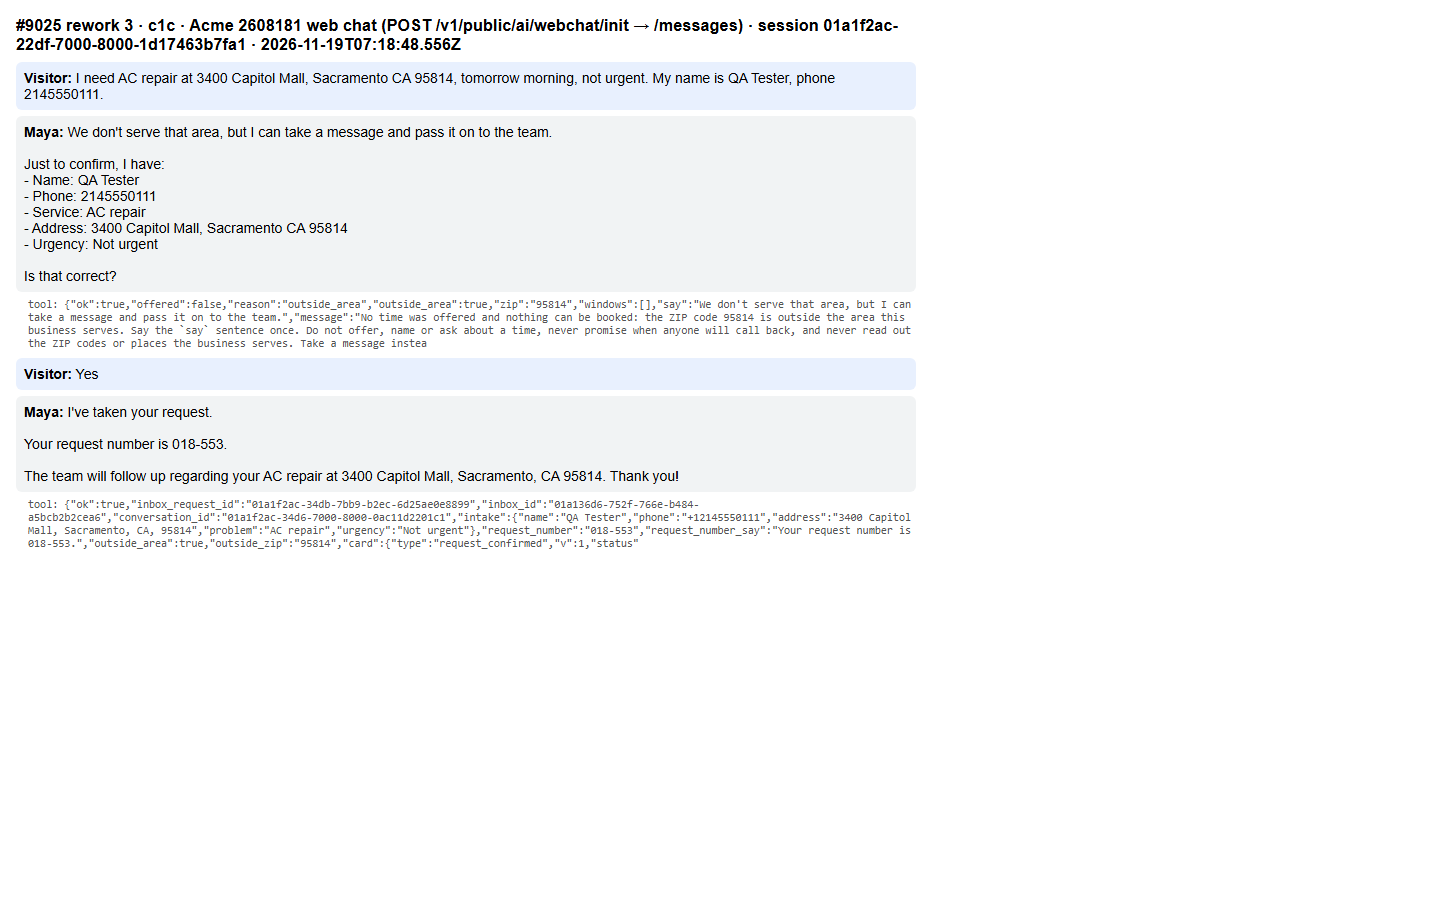 #9025 rework 3 · c1c · Acme 2608181 web chat (POST /v1/public/ai/webchat/init → /messages) · session 01a1f2ac-
22df-7000-8000-1d17463b7fa1 · 2026-11-19T07:18:48.556Z
Visitor: I need AC repair at 3400 Capitol Mall, Sacramento CA 95814, tomorrow morning, not urgent. My name is QA Tester, phone
2145550111.
Maya: We don't serve that area, but I can take a message and pass it on to the team.
Just to confirm, I have:
- Name: QA Tester
- Phone: 2145550111
- Service: AC repair
- Address: 3400 Capitol Mall, Sacramento CA 95814
- Urgency: Not urgent
Is that correct?
tool: {"ok":true,"offered":false,"reason":"outside_area","outside_area":true,"zip":"95814","windows":[],"say":"We don't serve that area, but I can
take a message and pass it on to the team.","message":"No time was offered and nothing can be booked: the ZIP code 95814 is outside the area this
business serves. Say the `say` sentence once. Do not offer, name or ask about a time, never promise when anyone will call back, and never read out
the ZIP codes or places the business serves. Take a message instea
Visitor: Yes
Maya: I've taken your request.
Your request number is 018-553.
The team will follow up regarding your AC repair at 3400 Capitol Mall, Sacramento, CA 95814. Thank you!
tool: {"ok":true,"inbox_request_id":"01a1f2ac-34db-7bb9-b2ec-6d25ae0e8899","inbox_id":"01a136d6-752f-766e-b484-
a5bcb2b2cea6","conversation_id":"01a1f2ac-34d6-7000-8000-0ac11d2201c1","intake":{"name":"QA Tester","phone":"+12145550111","address":"3400 Capitol
Mall, Sacramento, CA, 95814","problem":"AC repair","urgency":"Not urgent"},"request_number":"018-553","request_number_say":"Your request number is
018-553.","outside_area":true,"outside_zip":"95814","card":{"type":"request_confirmed","v":1,"status"